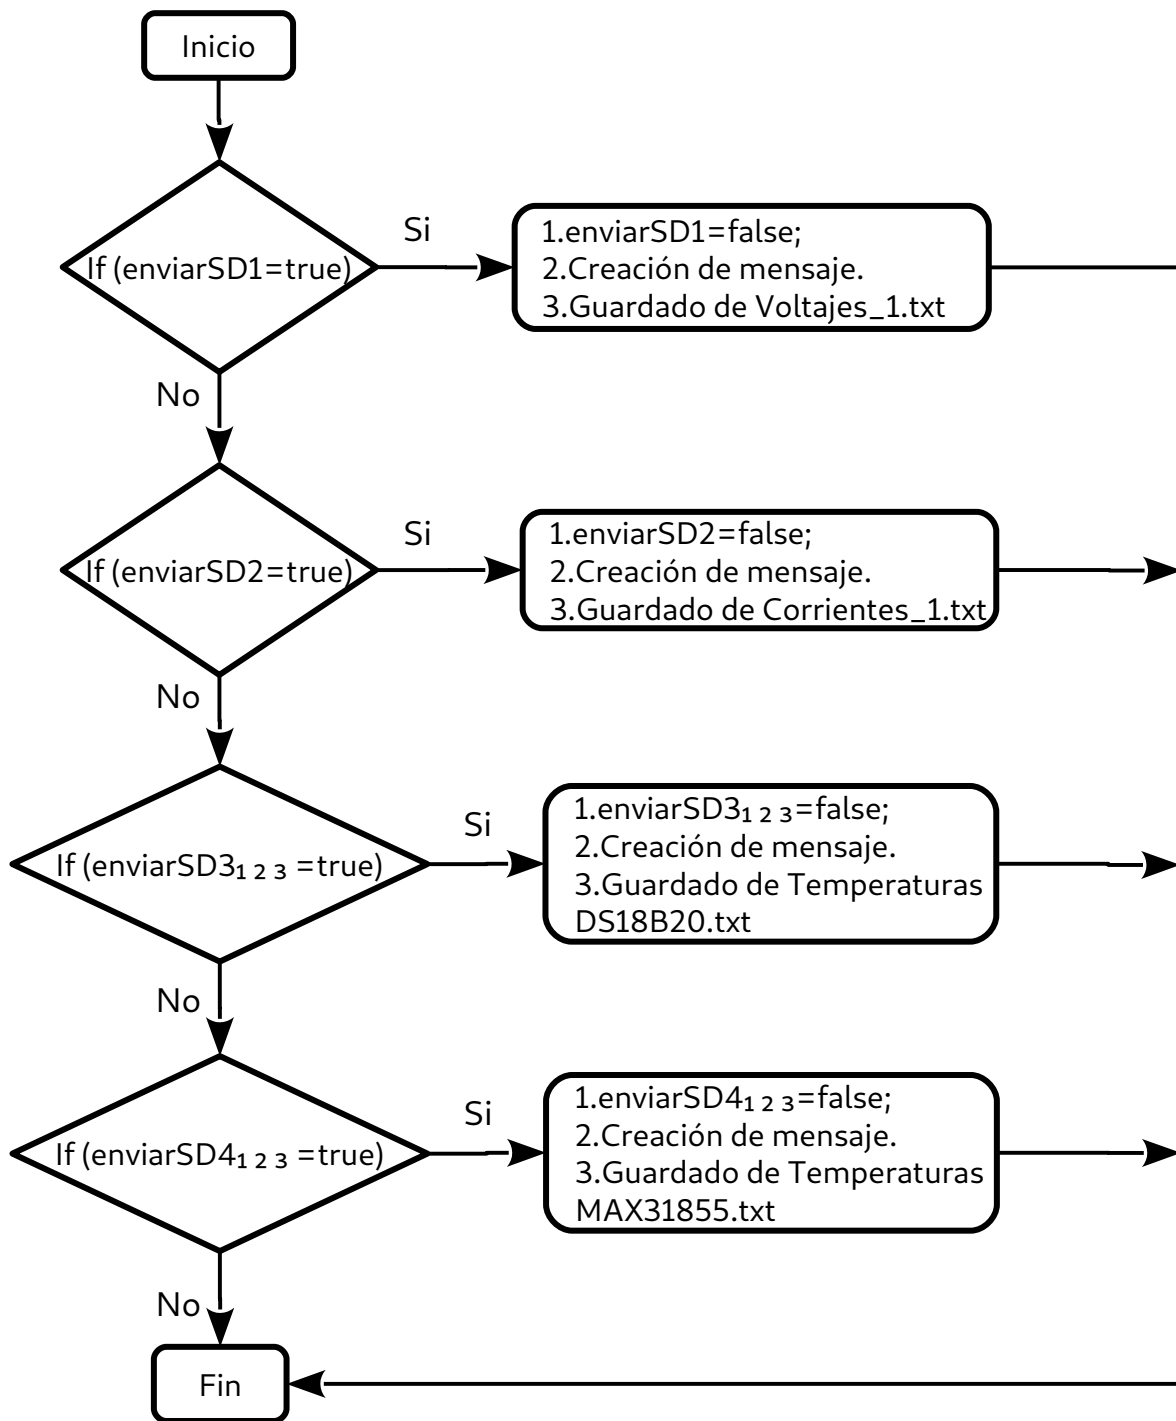 Inicio
If (enviarSD1=true)
Si
1.enviarSD1=false;
2.Creación de mensaje.
3.Guardado de Voltajes_1.txt
No
If (enviarSD2=true)
Si
1.enviarSD2=false;
2.Creación de mensaje.
3.Guardado de Corrientes_1.txt
No
If (enviarSD3₁ ₂ ₃ =true)
Si
1.enviarSD3₁ ₂ ₃=false;
2.Creación de mensaje.
3.Guardado de Temperaturas
DS18B20.txt
No
If (enviarSD4₁ ₂ ₃ =true)
Si
1.enviarSD4₁ ₂ ₃=false;
2.Creación de mensaje.
3.Guardado de Temperaturas
MAX31855.txt
No
Fin